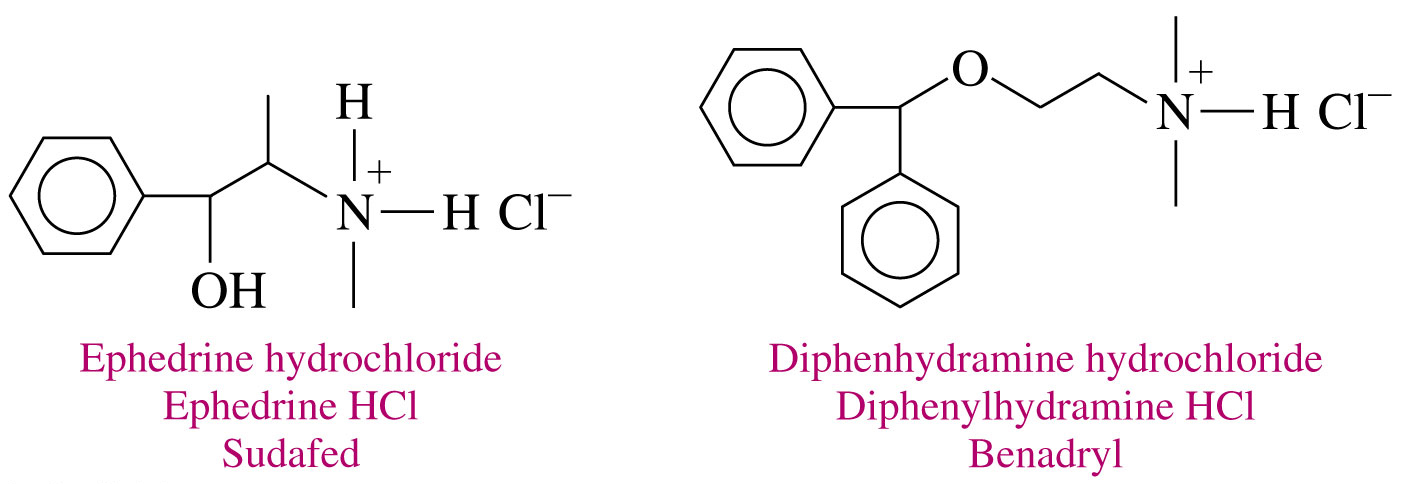 H
N + H Cl−
OH
Ephedrine hydrochloride
Ephedrine HCl
Sudafed
O
N + H Cl−
Diphenhydramine hydrochloride
Diphenylhydramine HCl
Benadryl